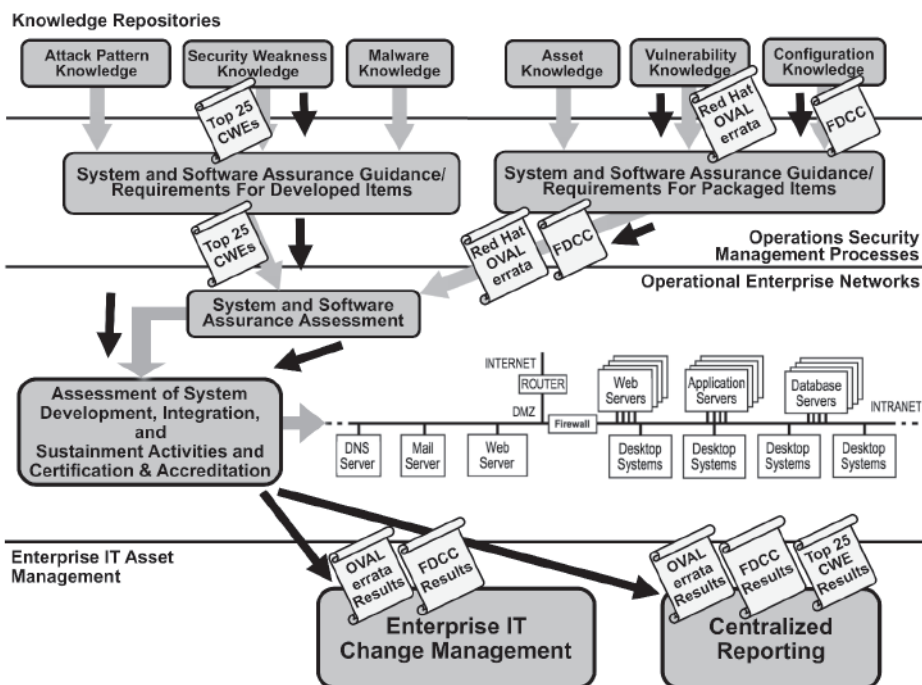 Knowledge Repositories
Attack Pattern
Knowledge
Security Weakness
Knowledge
Malware
Knowledge
Asset
Knowledge
Vulnerability
Knowledge
Configuration
Knowledge
Top 25
CWEs
Red Hat
OVAL
errata
FDCC
System and Software Assurance Guidance/
Requirements For Developed Items
System and Software Assurance Guidance/
Requirements For Packaged Items
Top 25
CWEs
Red Hat
OVAL
errata
FDCC
Operations Security
Management Processes
Operational Enterprise Networks
System and Software
Assurance Assessment
Assessment of System
Development, Integration,
and
Sustainment Activities and
Certification & Accreditation
INTERNET
ROUTER
DMZ
Firewall
Web
Servers
Application
Servers
Database
Servers
INTRANET
DNS
Server
Mail
Server
Web
Server
Desktop
Systems
Desktop
Systems
Desktop
Systems
Desktop
Systems
Enterprise IT Asset
Management
OVAL
errata
Results
FDCC
Results
OVAL
errata
Results
FDCC
Results
Top 25
CWE
Results
Enterprise IT
Change Management
Centralized
Reporting